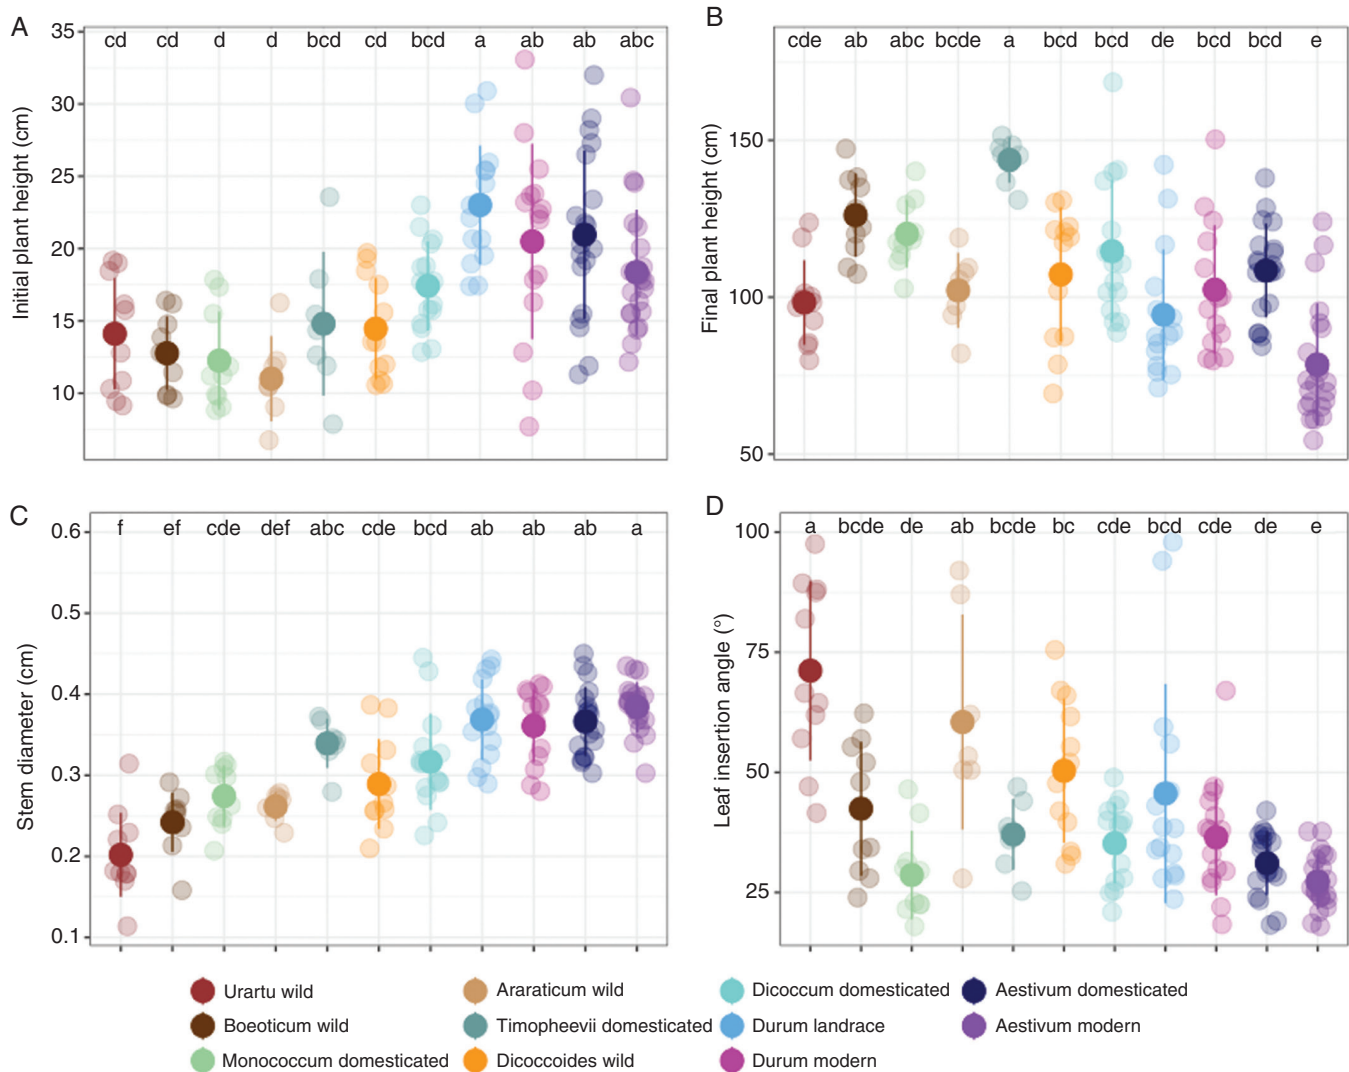 A
cd cd d d bcd cd bcd a ab ab abc
Initial plant height (cm)
35
30
25
20
15
10
B
cde ab abc bcde a bcd bcd de bcd bcd e
Final plant height (cm)
150
100
50
C
f ef cde def abc cde bcd ab ab ab a
Stem diameter (cm)
0.6
0.5
0.4
0.3
0.2
0.1
D
a bcde de ab bcde bc cde bcd cde de e
Leaf insertion angle (°)
100
75
50
25
Urartu wild
Boeoticum wild
Monococcum domesticated
Araraticum wild
Timopheevii domesticated
Dicoccoides wild
Dicoccum domesticated
Durum landrace
Durum modern
Aestivum domesticated
Aestivum modern